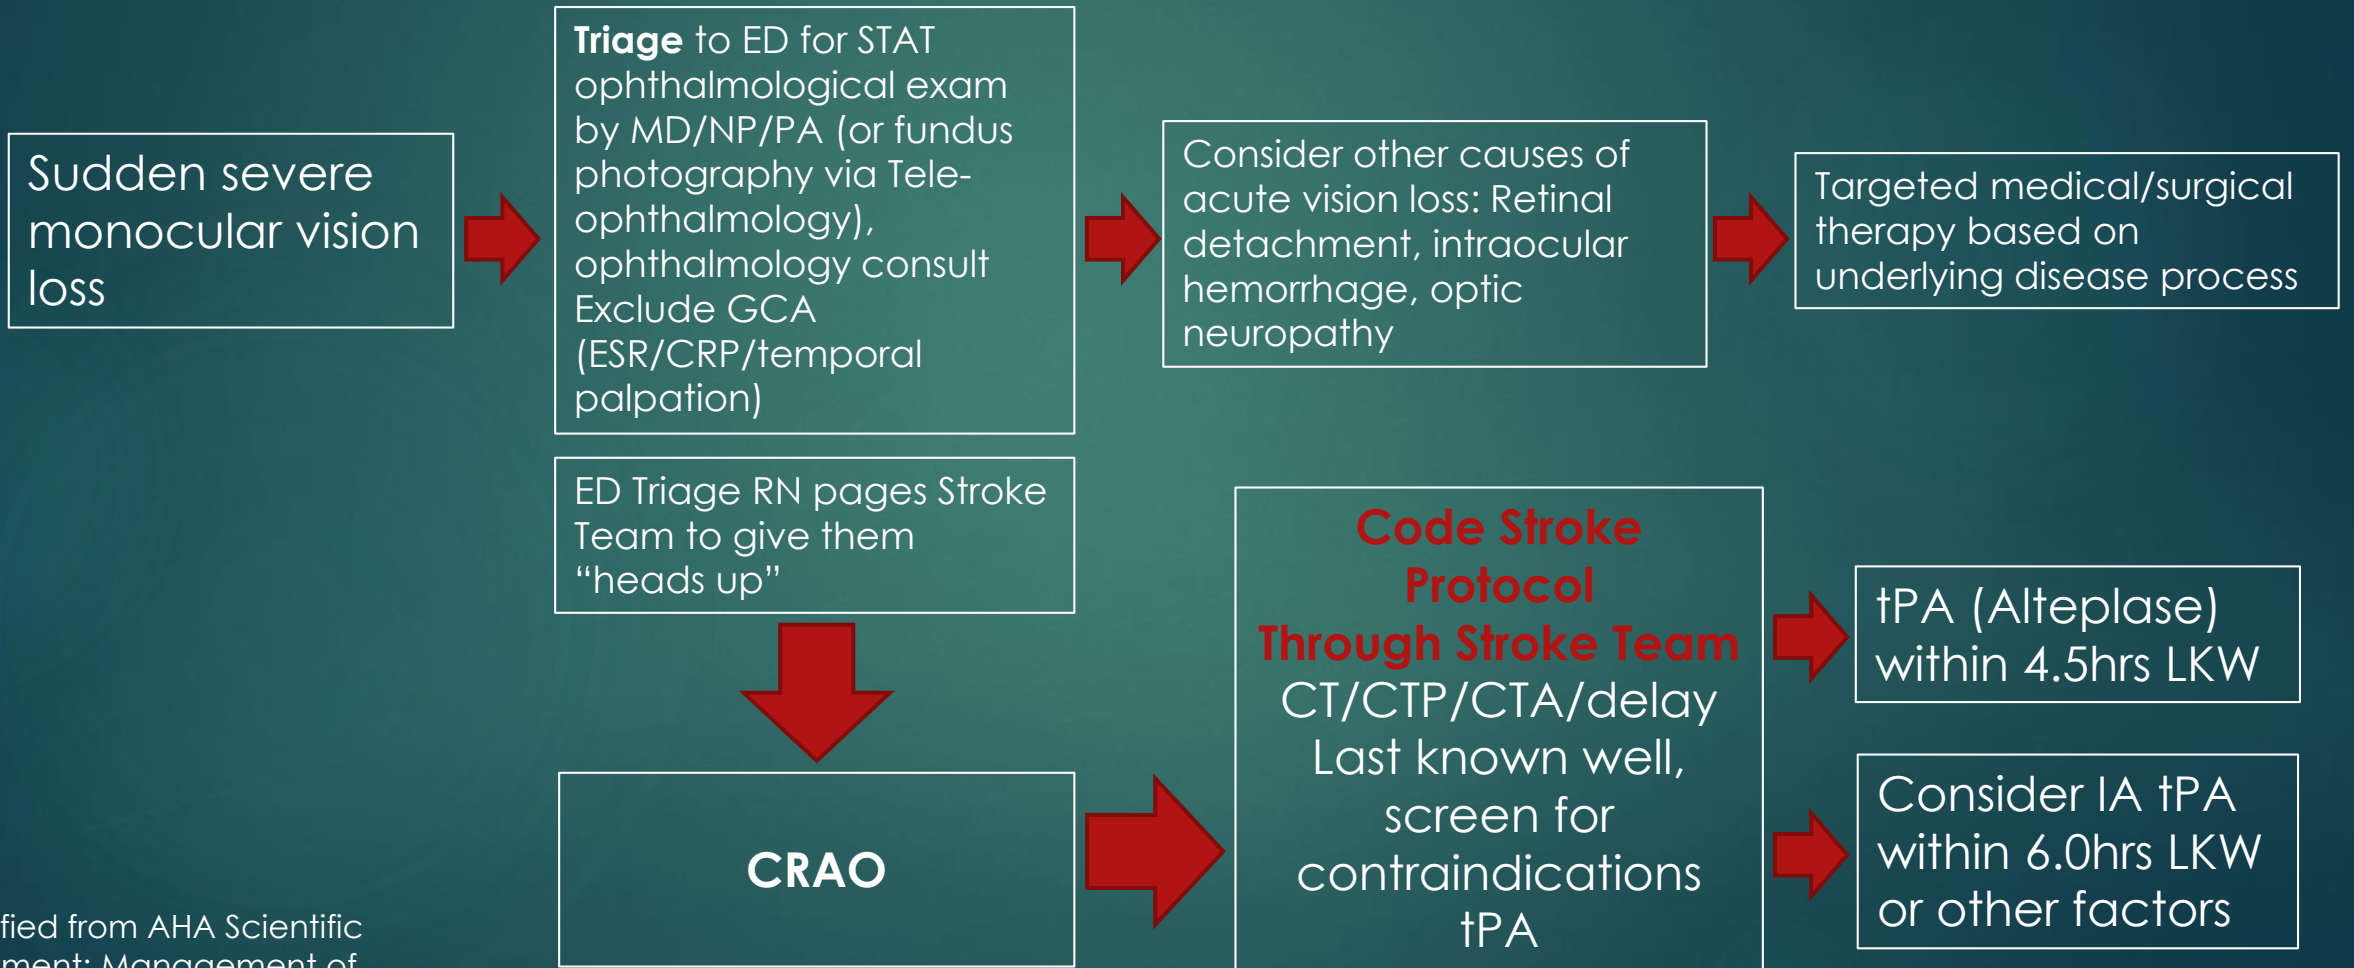 Sudden severe
monocular vision
loss
Triage to ED for STAT
ophthalmological exam
by MD/NP/PA (or fundus
photography via Tele-
ophthalmology),
ophthalmology consult
Exclude GCA
(ESR/CRP/temporal
palpation)
Consider other causes of
acute vision loss: Retinal
detachment, intraocular
hemorrhage, optic
neuropathy
Targeted medical/surgical
therapy based on
underlying disease process
ED Triage RN pages Stroke
Team to give them
“heads up”
CRAO
Code Stroke
Protocol
Through Stroke Team
CT/CTP/CTA/delay
Last known well,
screen for
contraindications
tPA
tPA (Alteplase)
within 4.5hrs LKW
Consider IA tPA
within 6.0hrs LKW
or other factors
fied from AHA Scientific
ment: Management of